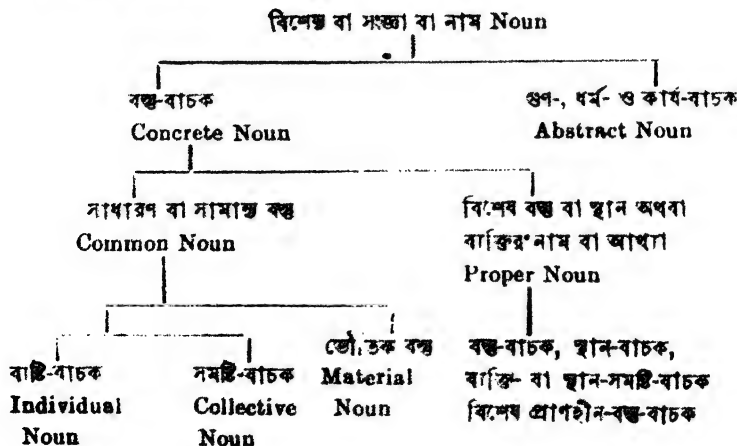 বিশেষ্য বা সংজ্ঞা বা নাম Noun
বস্তু-বাচক
Concrete Noun
গুণ-, ধর্ম- ও কার্য-বাচক
Abstract Noun
সাধারণ বা সামান্য বস্তু
Common Noun
বিশেষ বস্তু বা স্থান অথবা
ব্যক্তির নাম বা আখ্যা
Proper Noun
ব্যষ্টি-বাচক
Individual
Noun
সমষ্টি-বাচক
Collective
Noun
ভৌতিক বস্তু
Material
Noun
বস্তু-বাচক, স্থান-বাচক,
ব্যক্তি- বা স্থান-সমষ্টি-বাচক
বিশেষ প্রাণহীন-বস্তু-বাচক